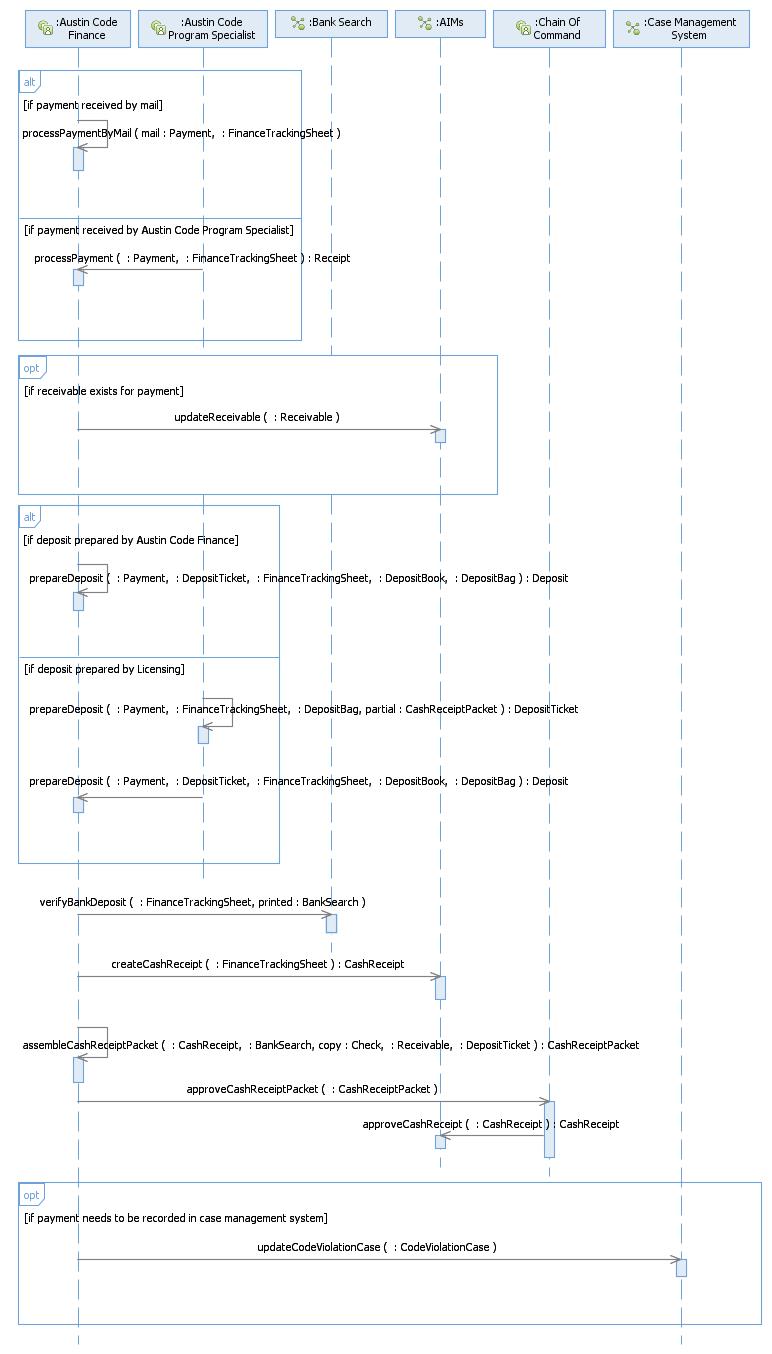 :Austin Code
Finance
:Austin Code
Program Specialist
:Bank Search
:AIMs
:Chain Of
Command
:Case Management
System
alt
[if payment received by mail]
processPaymentByMail ( mail : Payment,  : FinanceTrackingSheet )
[if payment received by Austin Code Program Specialist]
processPayment (  : Payment,  : FinanceTrackingSheet ) : Receipt
opt
[if receivable exists for payment]
updateReceivable (  : Receivable )
alt
[if deposit prepared by Austin Code Finance]
prepareDeposit (  : Payment,  : DepositTicket,  : FinanceTrackingSheet,  : DepositBook,  : DepositBag ) : Deposit
[if deposit prepared by Licensing]
prepareDeposit (  : Payment,  : FinanceTrackingSheet,  : DepositBag, partial : CashReceiptPacket ) : DepositTicket
prepareDeposit (  : Payment,  : DepositTicket,  : FinanceTrackingSheet,  : DepositBook,  : DepositBag ) : Deposit
verifyBankDeposit (  : FinanceTrackingSheet, printed : BankSearch )
createCashReceipt (  : FinanceTrackingSheet ) : CashReceipt
assembleCashReceiptPacket (  : CashReceipt,  : BankSearch, copy : Check,  : Receivable,  : DepositTicket ) : CashReceiptPacket
approveCashReceiptPacket (  : CashReceiptPacket )
approveCashReceipt (  : CashReceipt ) : CashReceipt
opt
[if payment needs to be recorded in case management system]
updateCodeViolationCase (  : CodeViolationCase )